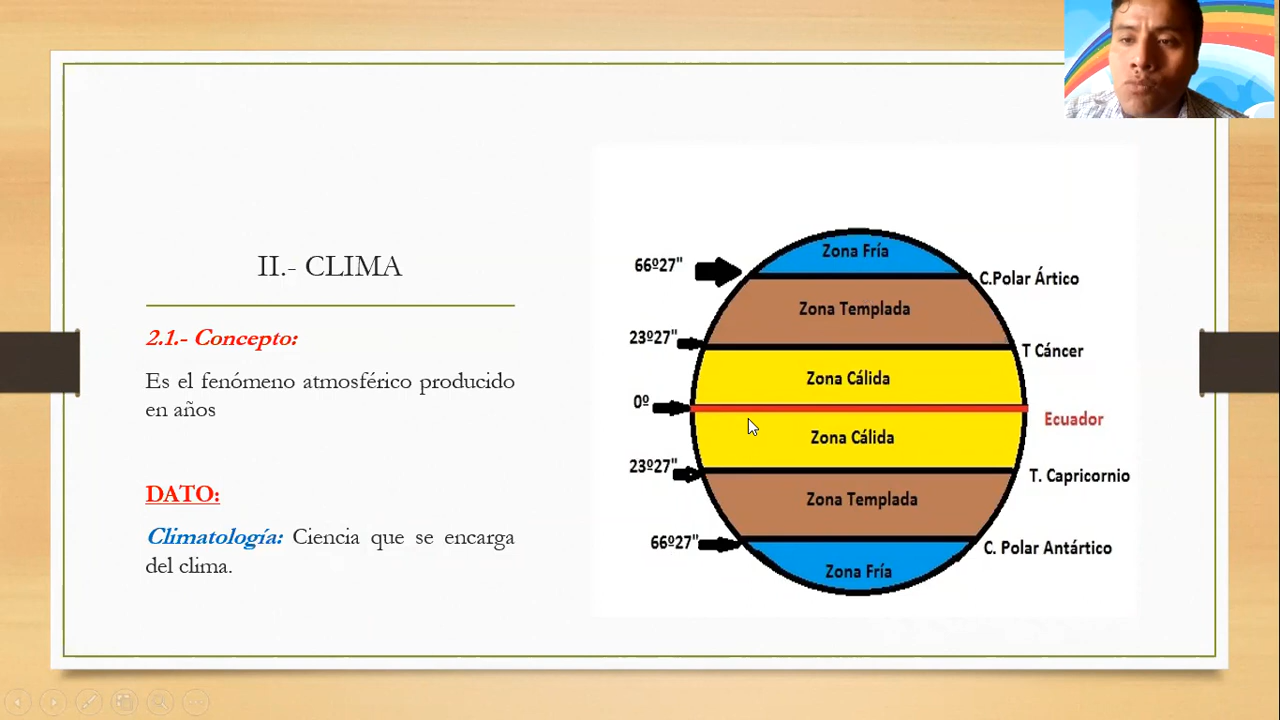 II.- CLIMA
2.1.- Concepto:
Es el fenómeno atmosférico producido
en años
DATO:
Climatología: Ciencia que se encarga
del clima.
Zona Fría
66º27"
C.Polar Ártico
Zona Templada
23º27"
T Cáncer
Zona Cálida
0º
Ecuador
Zona Cálida
23º27"
T. Capricornio
Zona Templada
66º27"
C. Polar Antártico
Zona Fría